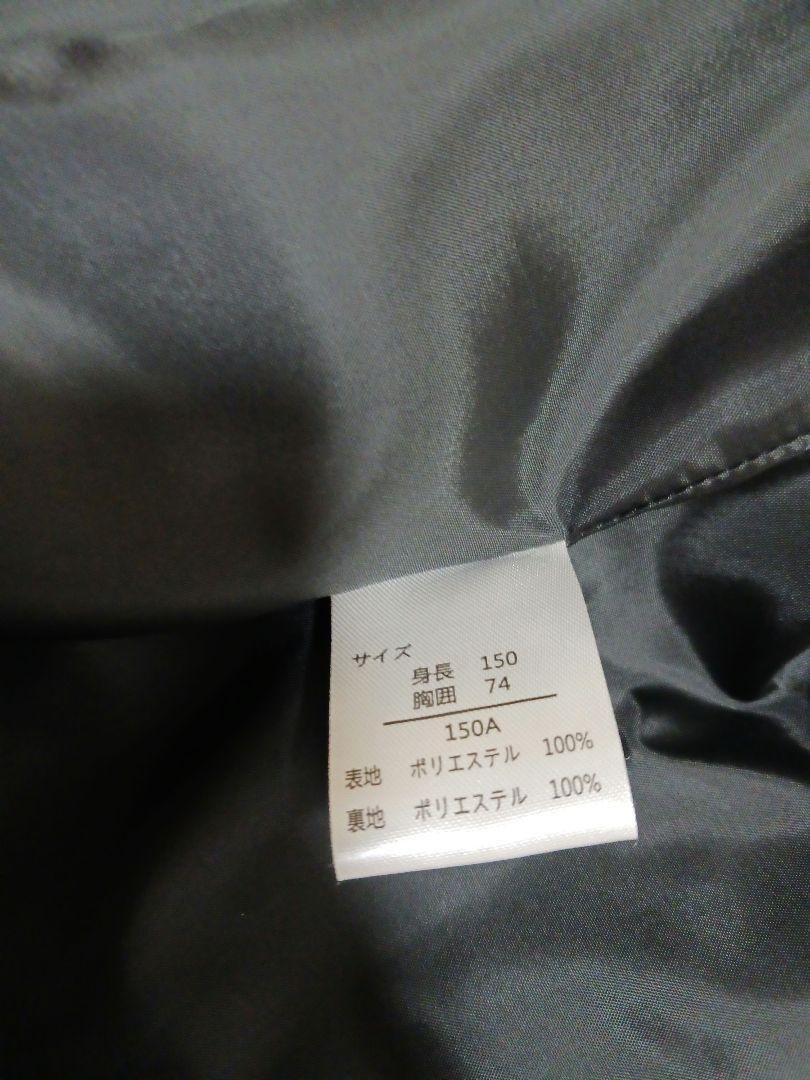 サイズ
身長 150
胸囲 74
150A
表地 ポリエステル 100%
裏地 ポリエステル 100%